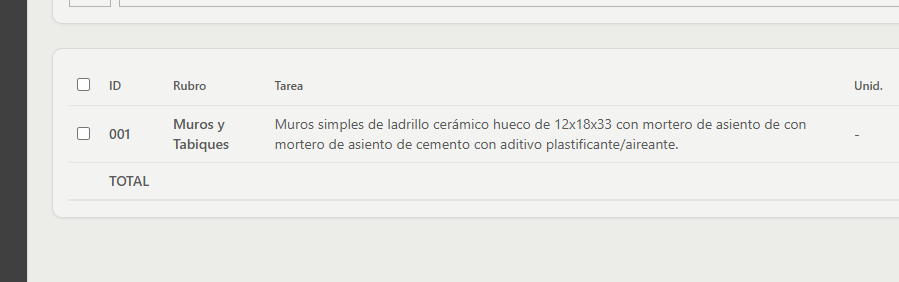 ID Rubro Tarea Unid.
001 Muros y Tabiques Muros simples de ladrillo cerámico hueco de 12x18x33 con mortero de asiento de con
mortero de asiento de cemento con aditivo plastificante/aireante. -
TOTAL